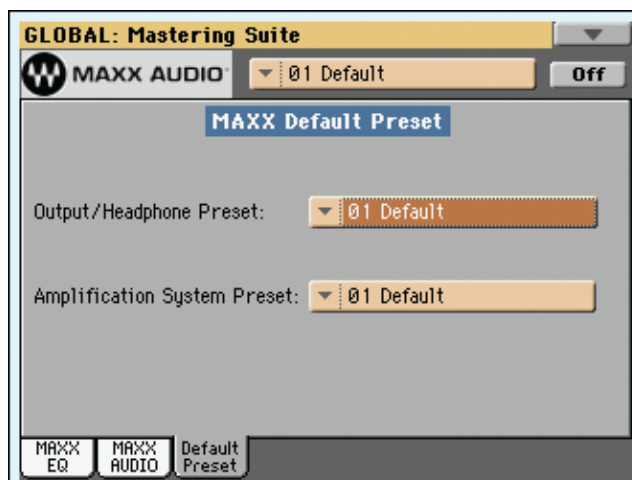 GLOBAL: Mastering Suite
MAXX AUDIO
01 Default
Off
MAXX Default Preset
Output/Headphone Preset:
01 Default
Amplification System Preset:
01 Default
MAXX EQ
MAXX AUDIO
Default Preset